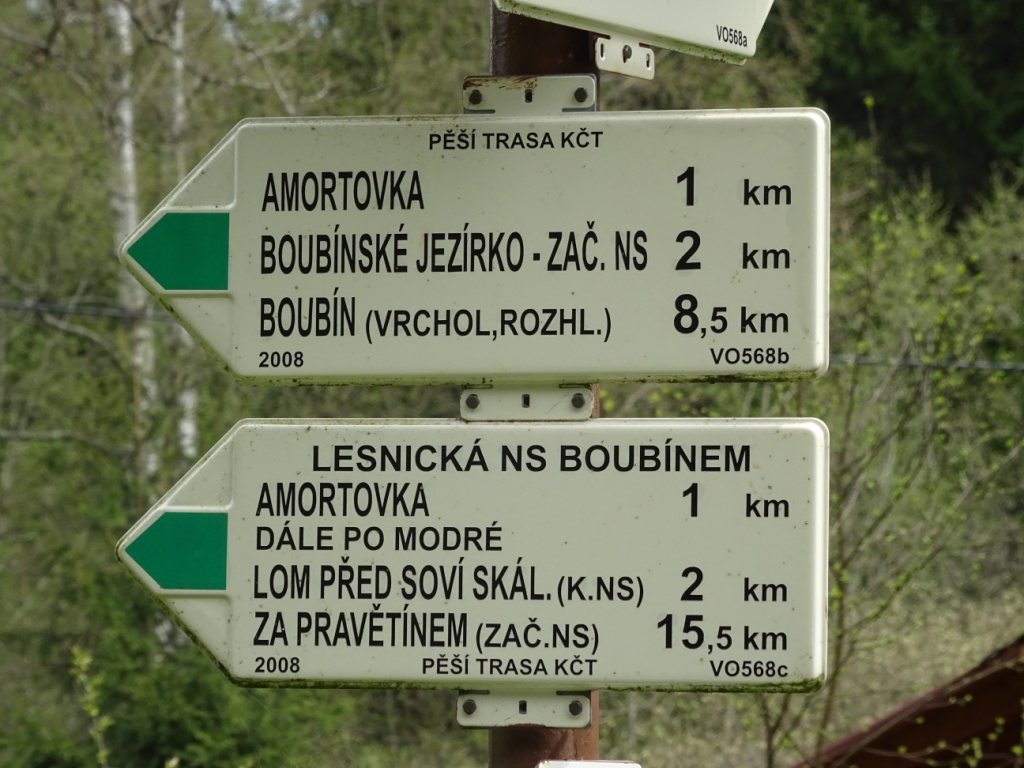 VO568a
PĚŠÍ TRASA KČT
AMORTOVKA 1 km
BOUBÍNSKÉ JEZÍRKO - ZAČ. NS 2 km
BOUBÍN (VRCHOL,ROZHL.) 8,5 km
2008 VO568b
LESNICKÁ NS BOUBÍNEM
AMORTOVKA 1 km
DÁLE PO MODRÉ
LOM PŘED SOVÍ SKÁL. (K.NS) 2 km
ZA PRAVĚTÍNEM (ZAČ.NS) 15,5 km
2008 PĚŠÍ TRASA KČT VO568c